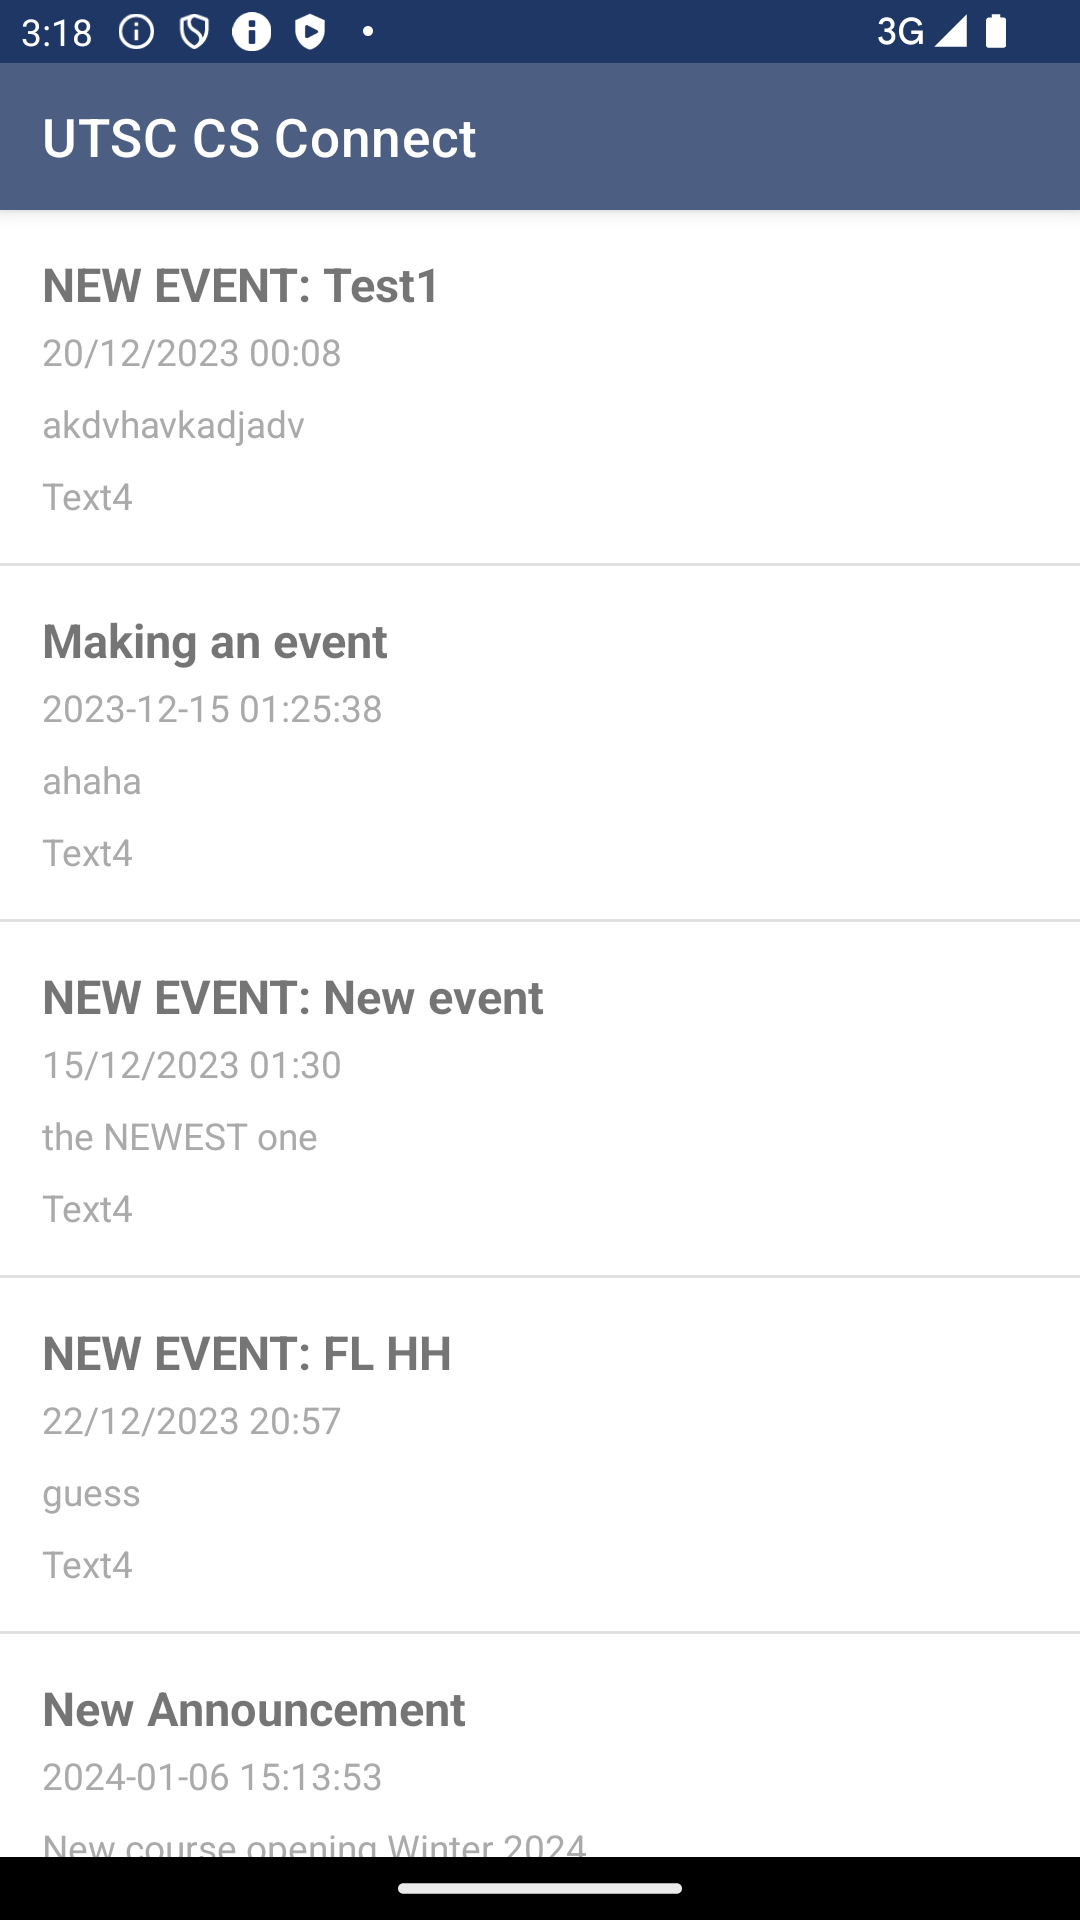 3:18
3G
UTSC CS Connect
NEW EVENT: Test1
20/12/2023 00:08
akdvhavkadjadv
Text4
Making an event
2023-12-15 01:25:38
ahaha
Text4
NEW EVENT: New event
15/12/2023 01:30
the NEWEST one
Text4
NEW EVENT: FL HH
22/12/2023 20:57
guess
Text4
New Announcement
2024-01-06 15:13:53
New course opening Winter 2024